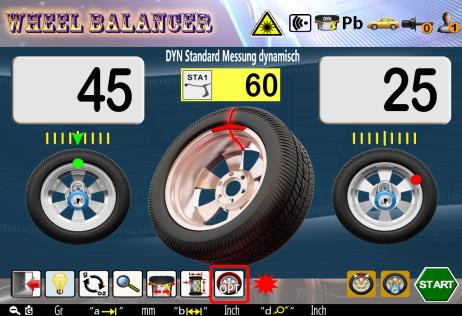 WHEEL BALANCER
DYN
Pb
0
1
DYN Standard Messung dynamisch
45
STA1
60
25
OPT
START
Gr "a" mm "b" Inch "d" Inch